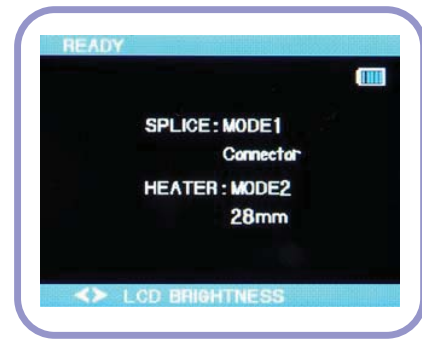 READY
SPLICE: MODE1
Connector
HEATER: MODE2
28mm
<> LCD BRIGHTNESS